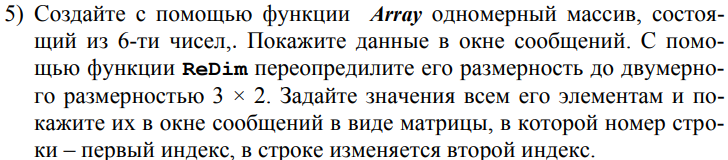 5) Создайте с помощью функции Array одномерный массив, состоя-
щий из 6-ти чисел,. Покажите данные в окне сообщений. С помо-
щью функции ReDim переопредилите его размерность до двумерно-
го размерностью 3 × 2. Задайте значения всем его элементам и по-
кажите их в окне сообщений в виде матрицы, в которой номер стро-
ки – первый индекс, в строке изменяется второй индекс.